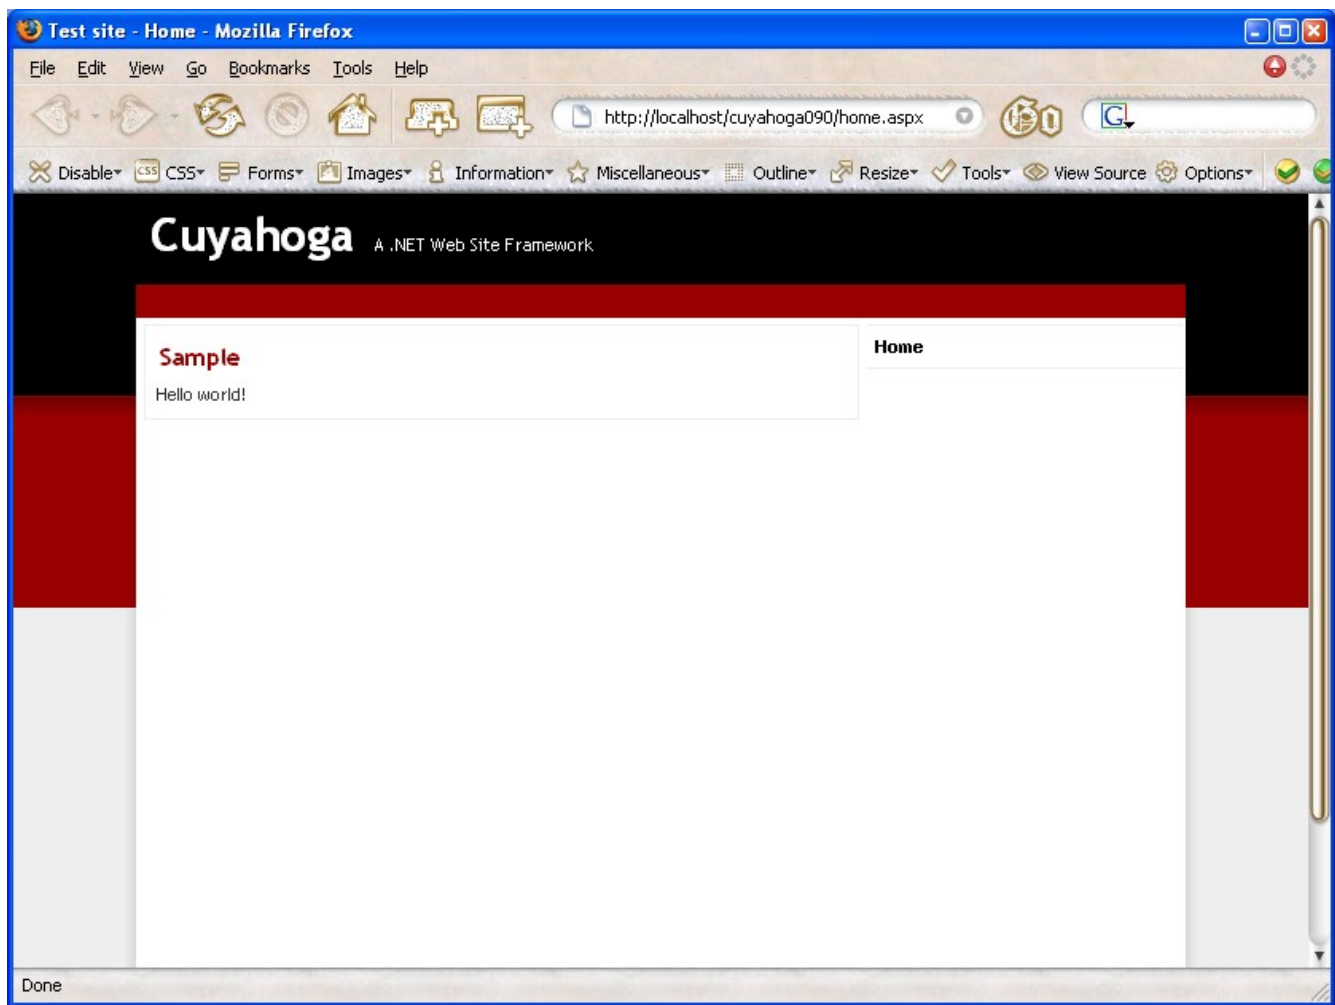 Test site - Home - Mozilla Firefox
File Edit View Go Bookmarks Tools Help
http://localhost/cuyahoga090/home.aspx Go G
Disable CSS CSS Forms Images Information Miscellaneous Outline Resize Tools View Source Options
Cuyahoga A .NET Web Site Framework
Sample
Hello world!
Home
Done